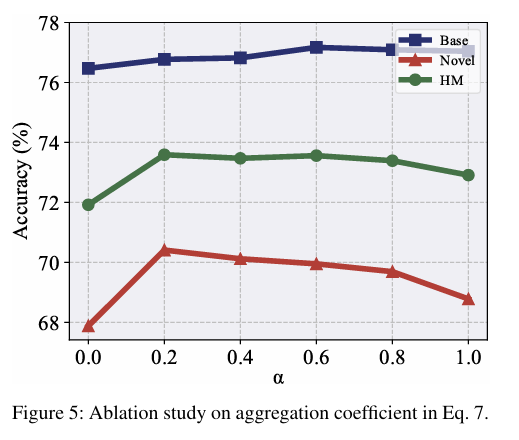 78
76
74
72
70
68
Accuracy (%)
Base
Novel
HM
0.0 0.2 0.4 0.6 0.8 1.0
α
Figure 5: Ablation study on aggregation coefficient in Eq. 7.